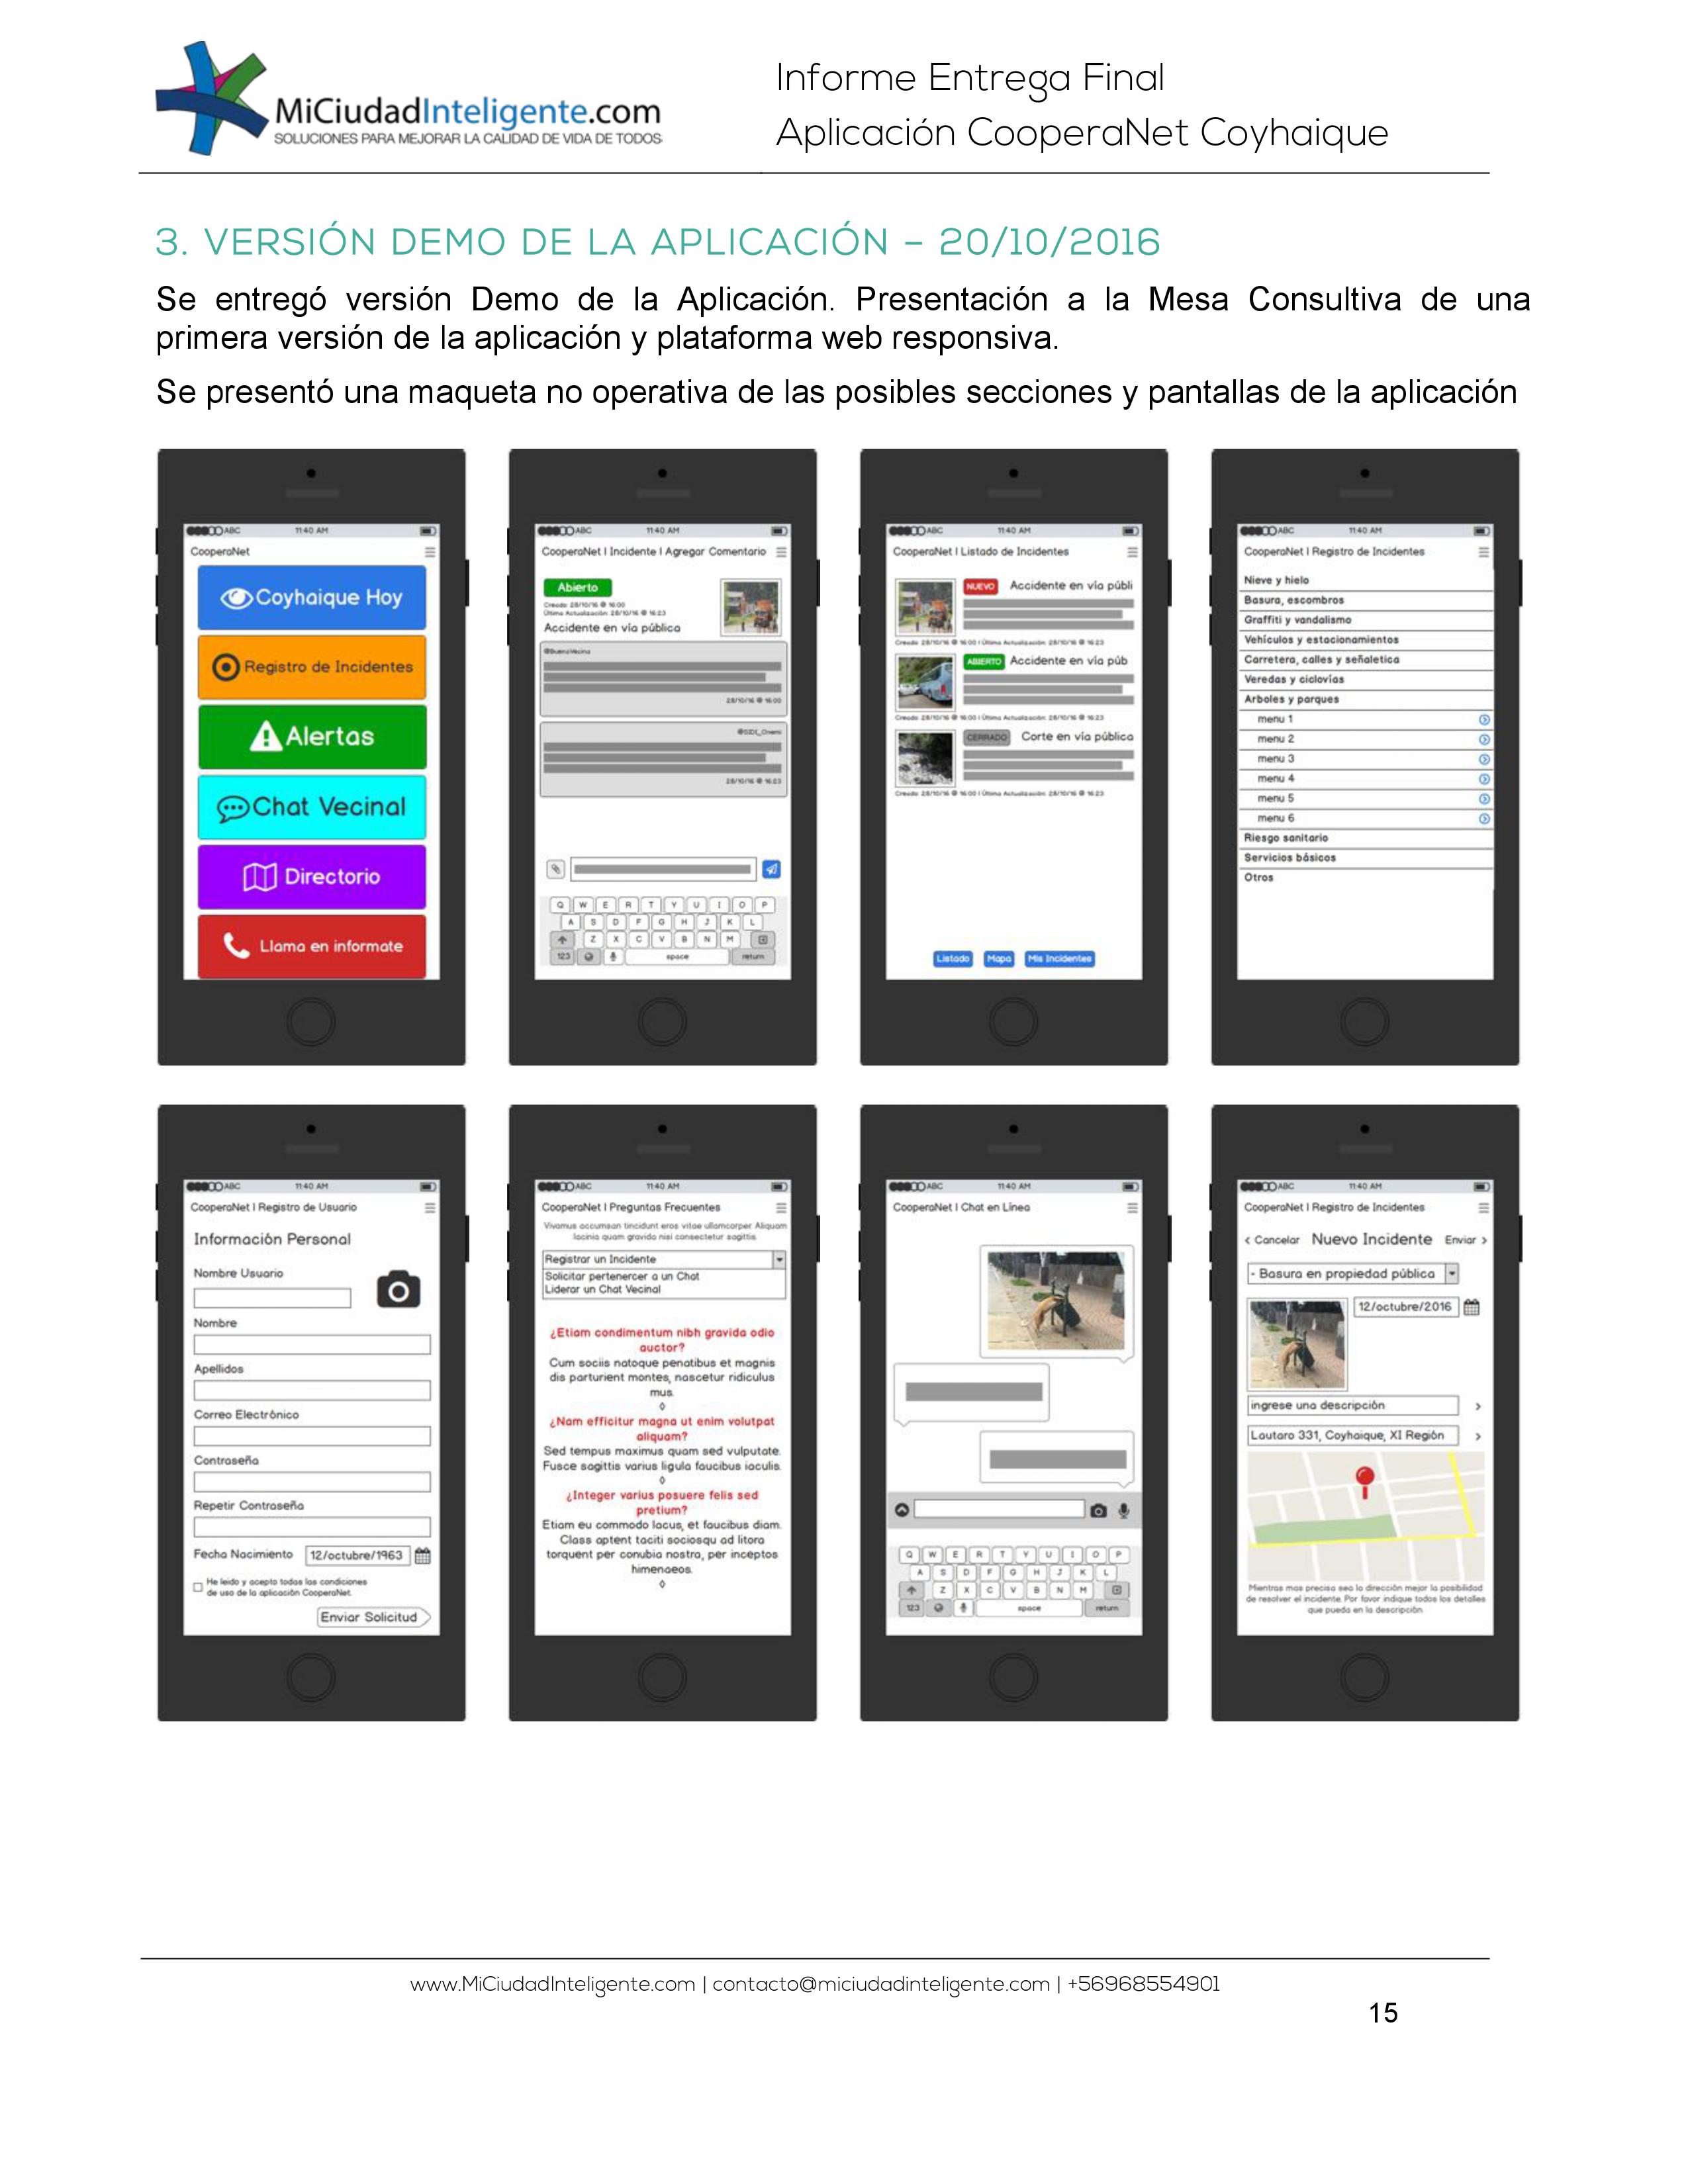 MiCiudadInteligente.com
SOLUCIONES PARA MEJORAR LA CALIDAD DE VIDA DE TODOS
Informe Entrega Final
Aplicación CooperaNet Coyhaique
3. VERSIÓN DEMO DE LA APLICACIÓN – 20/10/2016
Se entregó versión Demo de la Aplicación. Presentación a la Mesa Consultiva de una
primera versión de la aplicación y plataforma web responsiva.
Se presentó una maqueta no operativa de las posibles secciones y pantallas de la aplicación
ABC 11:40 AM
CooperaNet
Coyhaique Hoy
Registro de Incidentes
Alertas
Chat Vecinal
Directorio
Llama en informate
ABC 11:40 AM
CooperaNet | Incidente | Agregar Comentario
Abierto
Creado: 28/10/16 @ 16:00
Última Actualización: 28/10/16 @ 16:23
Accidente en vía pública
@BuenaVecina
28/10/16 @ 16:00
28/10/16 @ 16:23
Q W E R T Y U I O P
A S D F G H J K L
Z X C V B N M
123 space return
ABC 11:40 AM
CooperaNet | Listado de Incidentes
NUEVO Accidente en vía públi
Creado: 28/10/16 @ 16:00 | Última Actualización: 28/10/16 @ 16:23
ABIERTO Accidente en vía púb
Creado: 28/10/16 @ 16:00 | Última Actualización: 28/10/16 @ 16:23
CERRADO Corte en vía pública
Creado: 28/10/16 @ 16:00 | Última Actualización: 28/10/16 @ 16:23
Listado Mapa Mis Incidentes
ABC 11:40 AM
CooperaNet | Registro de Incidentes
Nieve y hielo
Basura, escombros
Graffiti y vandalismo
Vehículos y estacionamientos
Carretera, calles y señaletica
Veredas y ciclovías
Arboles y parques
menu 1
menu 2
menu 3
menu 4
menu 5
menu 6
Riesgo sanitario
Servicios básicos
Otros
ABC 11:40 AM
CooperaNet | Registro de Usuario
Información Personal
Nombre Usuario
Nombre
Apellidos
Correo Electrónico
Contraseña
Repetir Contraseña
Fecha Nacimiento 12/octubre/1963
He leido y acepto todas las condiciones
de uso de la aplicación CooperaNet.
Enviar Solicitud
ABC 11:40 AM
CooperaNet | Preguntas Frecuentes
Vivamus accumsan tincidunt eros vitae ullamcorper. Aliquam
lacinia quam gravida nisi consectetur sagittis.
Registrar un Incidente
Solicitar pertenercer a un Chat
Liderar un Chat Vecinal
¿Etiam condimentum nibh gravida odio
auctor?
Cum sociis natoque penatibus et magnis
dis parturient montes, nascetur ridiculus
mus.
¿Nam efficitur magna ut enim volutpat
aliquam?
Sed tempus maximus quam sed vulputate.
Fusce sagittis varius ligula faucibus iaculis.
¿Integer varius posuere felis sed
pretium?
Etiam eu commodo lacus, et faucibus diam.
Class aptent taciti sociosqu ad litora
torquent per conubia nostra, per inceptos
himenaeos.
ABC 11:40 AM
CooperaNet | Chat en Línea
Q W E R T Y U I O P
A S D F G H J K L
Z X C V B N M
123 space return
ABC 11:40 AM
CooperaNet | Registro de Incidentes
< Cancelar Nuevo Incidente Enviar >
- Basura en propiedad pública
12/octubre/2016
ingrese una descripción >
Lautaro 331, Coyhaique, XI Región >
Mientras mas precisa sea la dirección mejor la posibilidad
de resolver el incidente. Por favor indique todos los detalles
que pueda en la descripción.
www.MiCiudadInteligente.com | contacto@miciudadinteligente.com | +56968554901
15